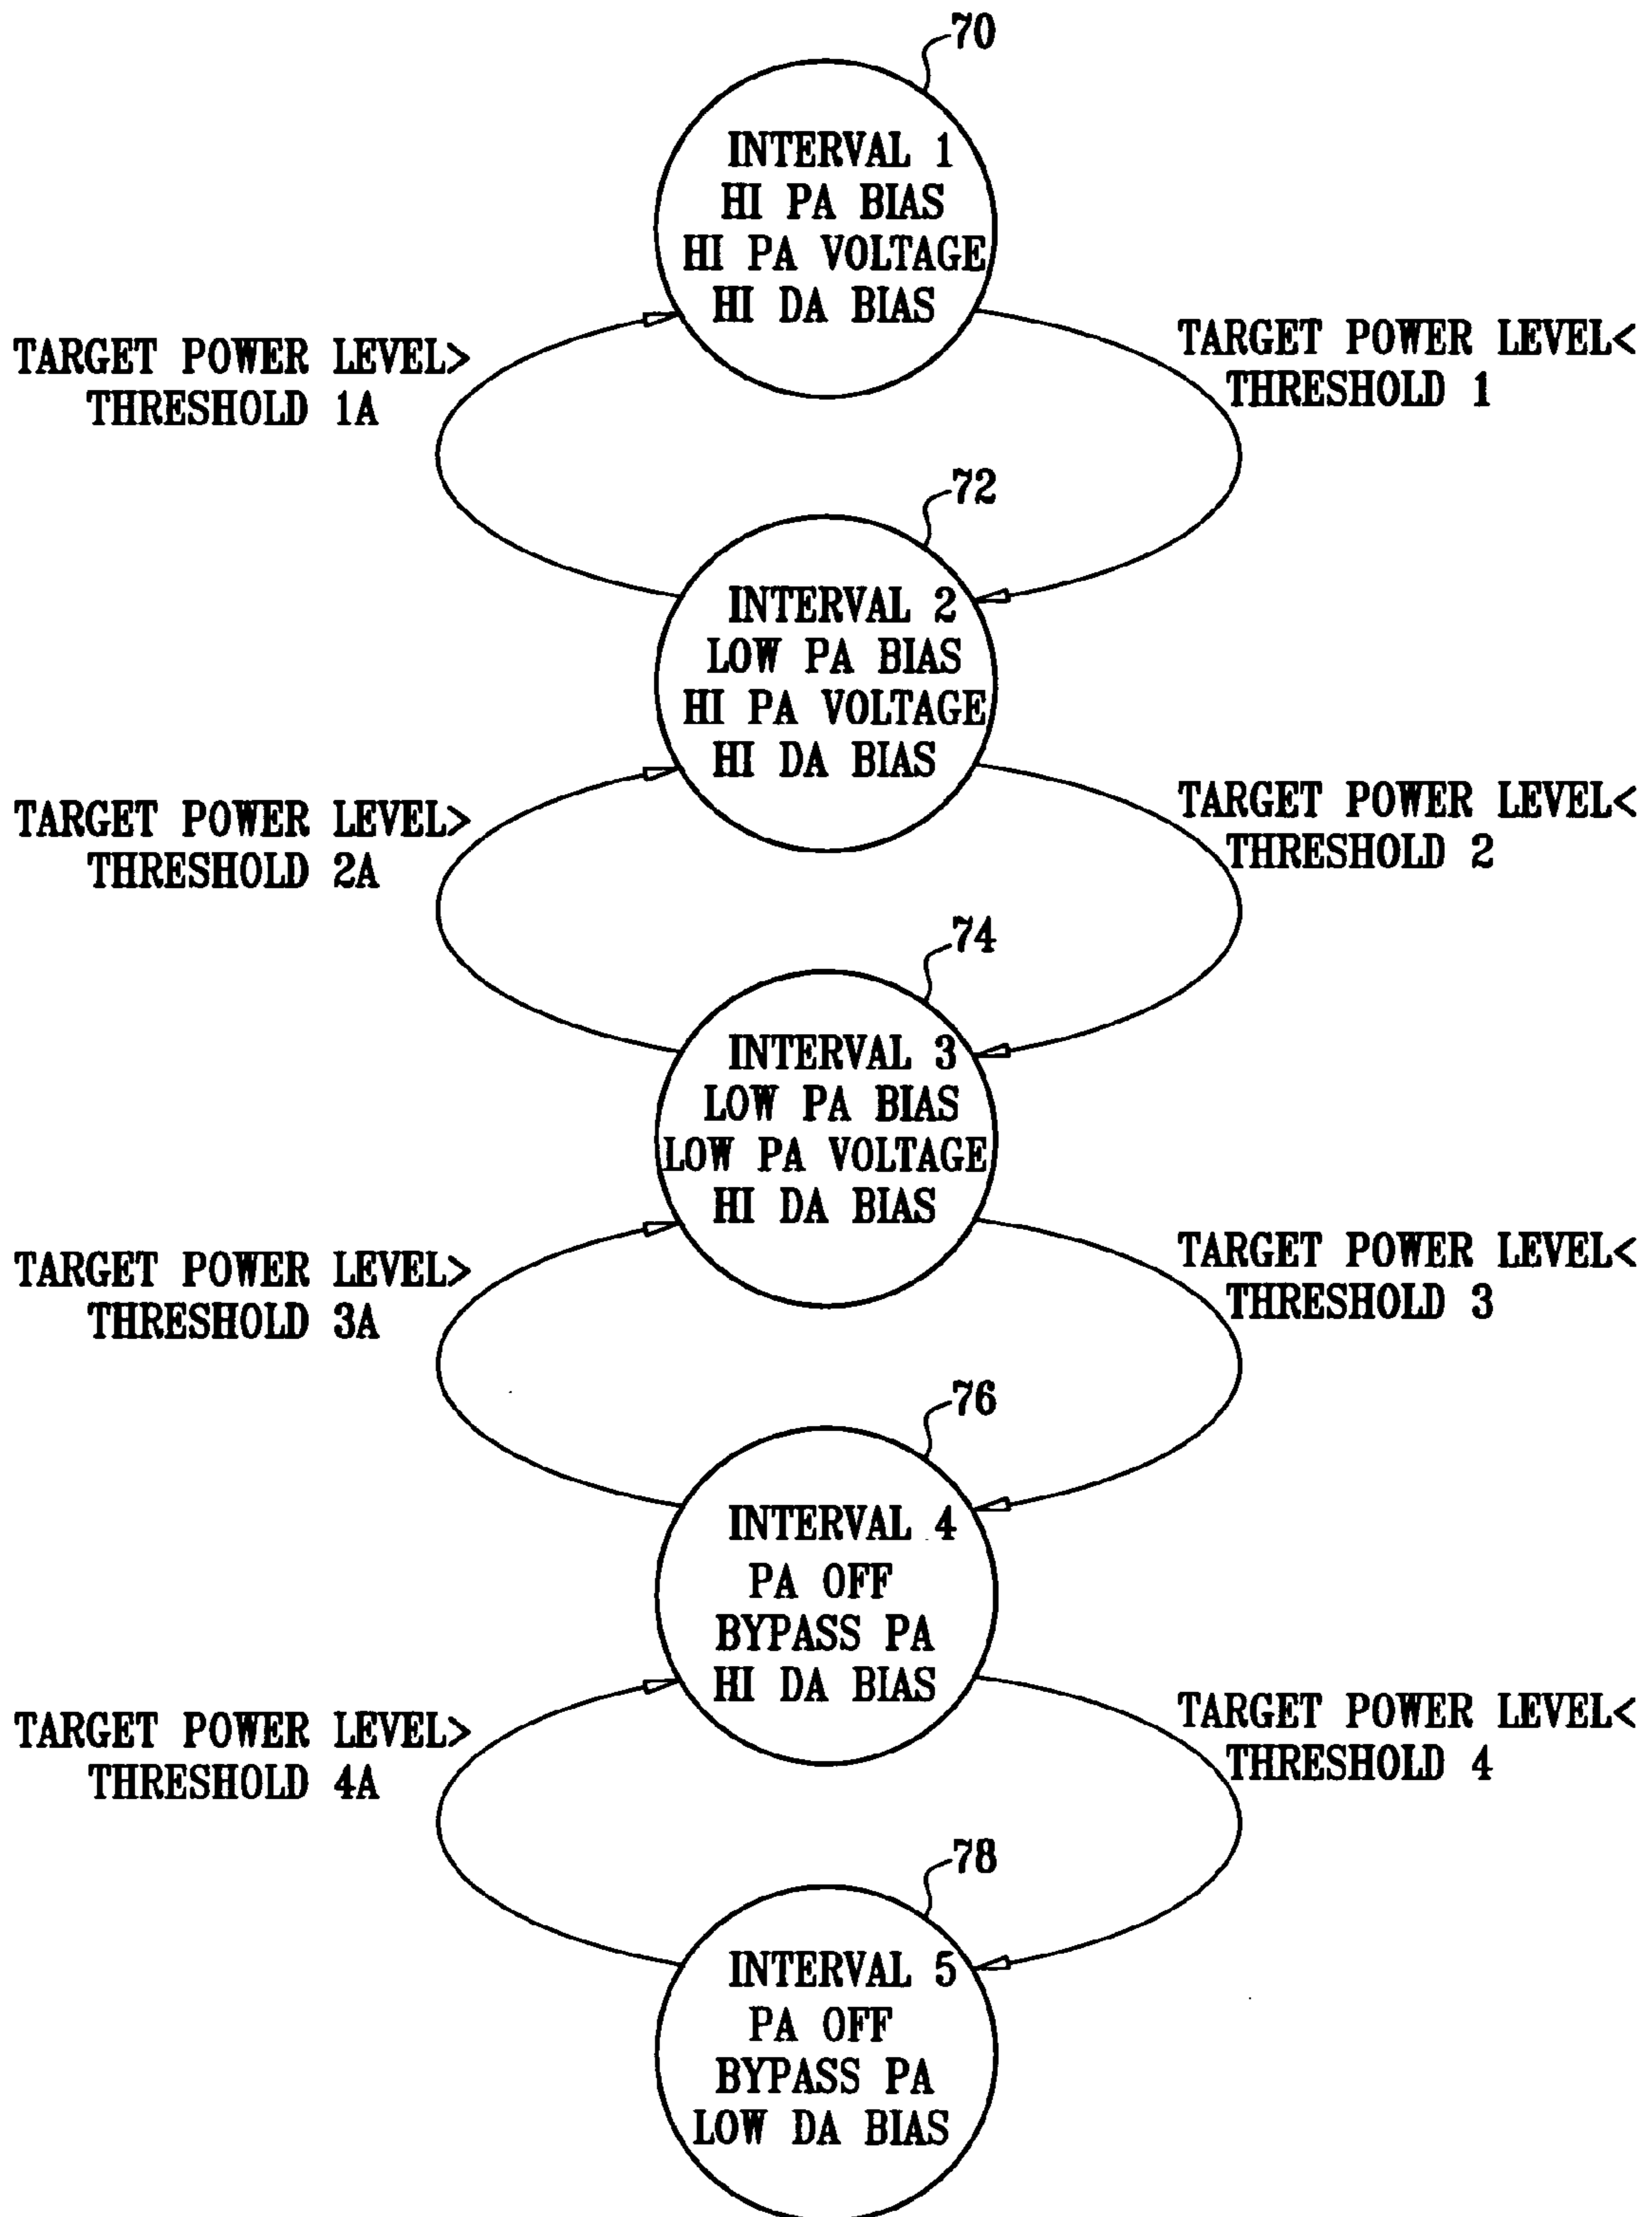 70
INTERVAL 1
HI PA BIAS
HI PA VOLTAGE
HI DA BIAS
TARGET POWER LEVEL>
THRESHOLD 1A
TARGET POWER LEVEL<
THRESHOLD 1
72
INTERVAL 2
LOW PA BIAS
HI PA VOLTAGE
HI DA BIAS
TARGET POWER LEVEL>
THRESHOLD 2A
TARGET POWER LEVEL<
THRESHOLD 2
74
INTERVAL 3
LOW PA BIAS
LOW PA VOLTAGE
HI DA BIAS
TARGET POWER LEVEL>
THRESHOLD 3A
TARGET POWER LEVEL<
THRESHOLD 3
76
INTERVAL 4
PA OFF
BYPASS PA
HI DA BIAS
TARGET POWER LEVEL>
THRESHOLD 4A
TARGET POWER LEVEL<
THRESHOLD 4
78
INTERVAL 5
PA OFF
BYPASS PA
LOW DA BIAS